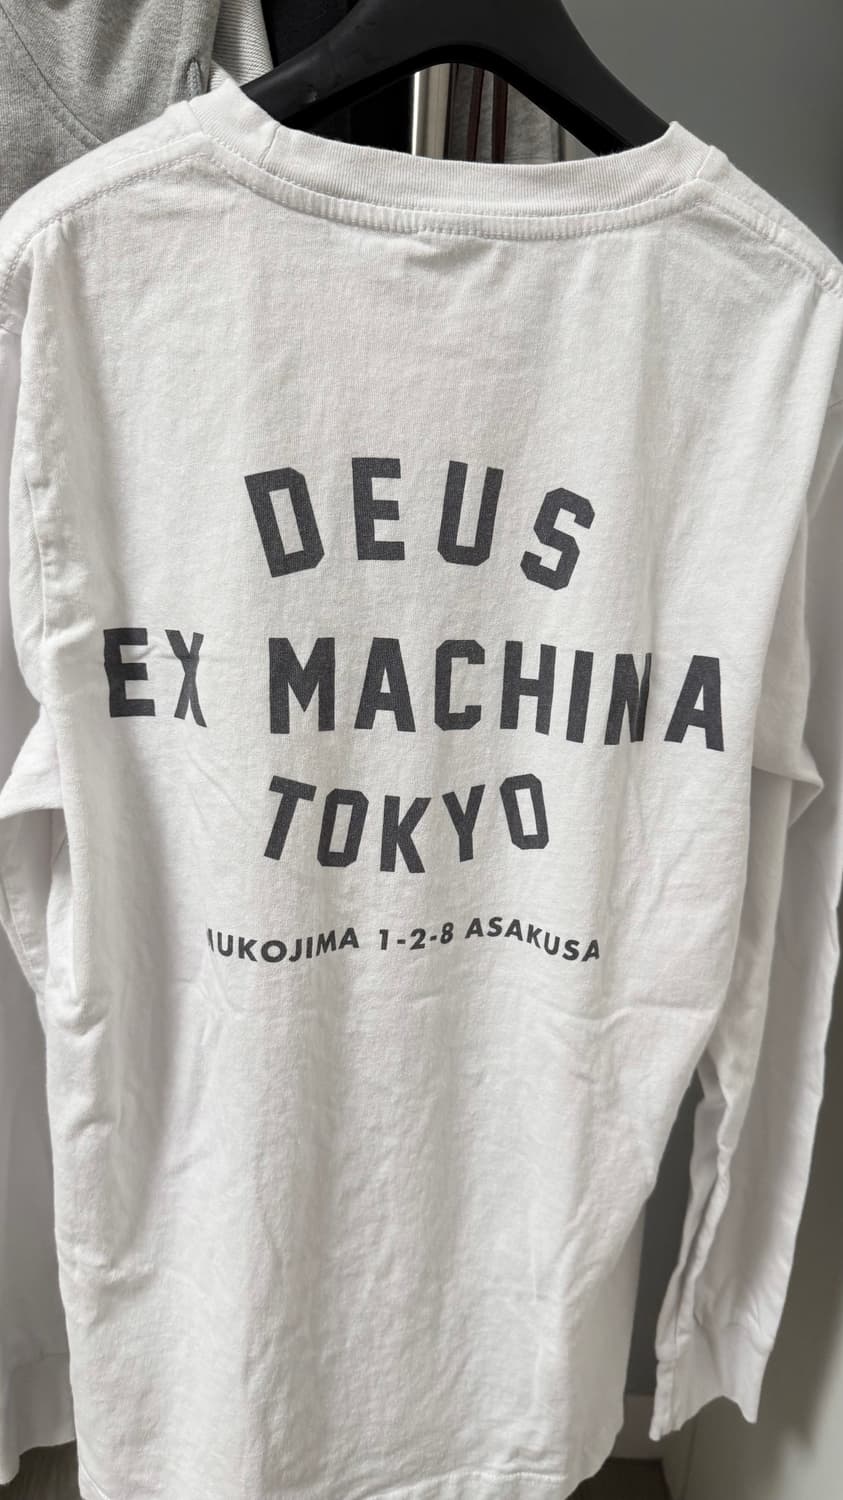 DEUS
EX MACHINA
TOKYO
MUKOJIMA 1-2-8 ASAKUSA